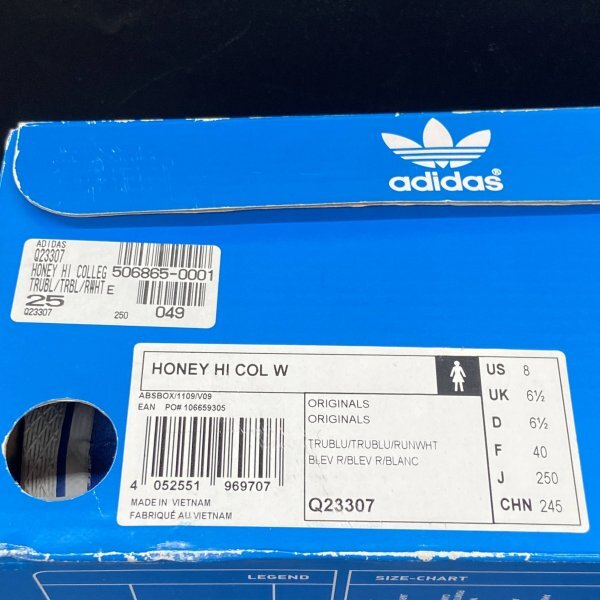 adidas
ADIDAS
Q23307
HONEY HI COLLEG 506865-0001
TRUBL/TRBL/RWHT E
25 049
Q23307 250
HONEY HI COL W
ABSBOX/1109/V09
EAN PO# 106659305
4 052551 969707
MADE IN VIETNAM
FABRIQUÉ AU VIETNAM
ORIGINALS
ORIGINALS
TRUBLU/TRUBLU/RUNWHT
BLEV R/BLEV R/BLANC
Q23307
US 8
UK 6½
D 6½
F 40
J 250
CHN 245
LEGEND
SIZE-CHART